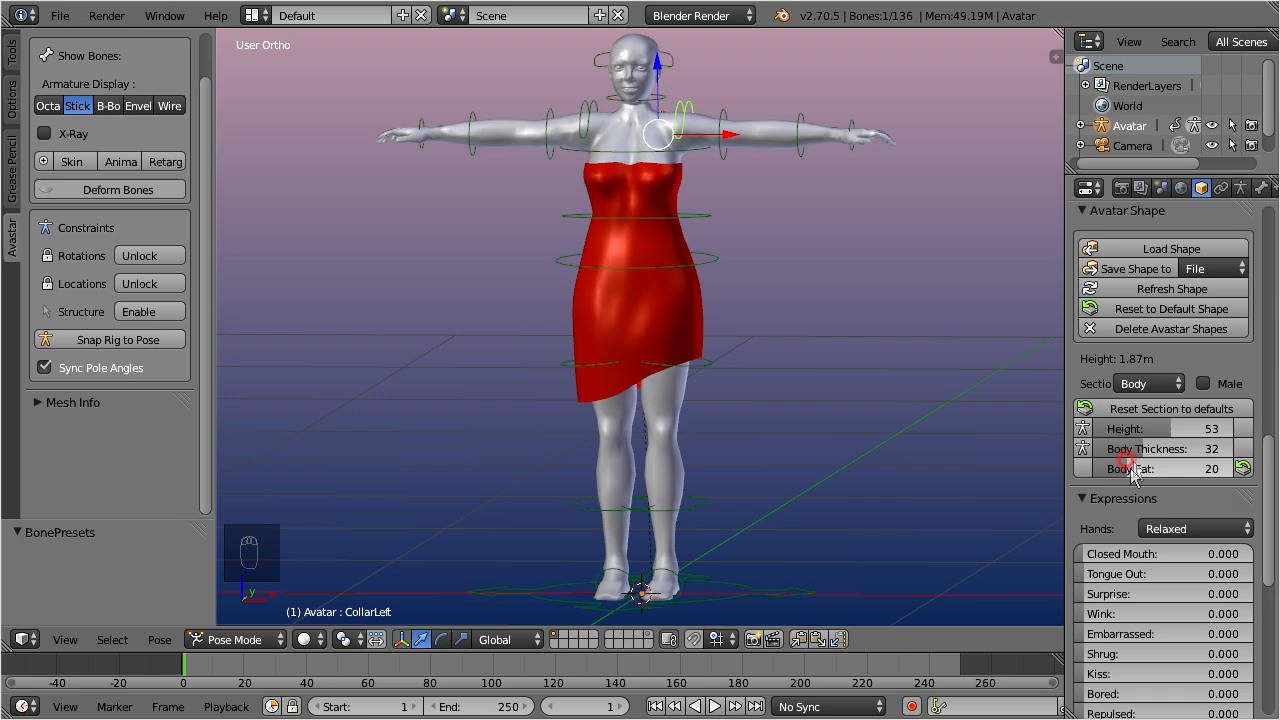 File Render Window Help Default Scene Blender Render v2.70.5 | Bones:1/136 | Mem:49.19M | Avatar
Tools
Options
Grease Pencil
Avastar
Show Bones:
Armature Display :
Octa Stick B-Bo Envel Wire
X-Ray
Skin Anima Retarg
Deform Bones
Constraints
Rotations Unlock
Locations Unlock
Structure Enable
Snap Rig to Pose
Sync Pole Angles
Mesh Info
BonePresets
User Ortho
y
(1) Avatar : CollarLeft
View Select Pose Pose Mode Global
-40 -20 0 20 40 60 80 100 120 140 160 180 200 220 240 260
View Marker Frame Playback Start: 1 End: 250 1 No Sync
View Search All Scenes
Scene
RenderLayers
World
Avatar
Camera
Avatar Shape
Load Shape
Save Shape to File
Refresh Shape
Reset to Default Shape
Delete Avastar Shapes
Height: 1.87m
Sectio Body Male
Reset Section to defaults
Height: 53
Body Thickness: 32
Body Fat: 20
Expressions
Hands: Relaxed
Closed Mouth: 0.000
Tongue Out: 0.000
Surprise: 0.000
Wink: 0.000
Embarrassed: 0.000
Shrug: 0.000
Kiss: 0.000
Bored: 0.000
Repulsed: 0.000